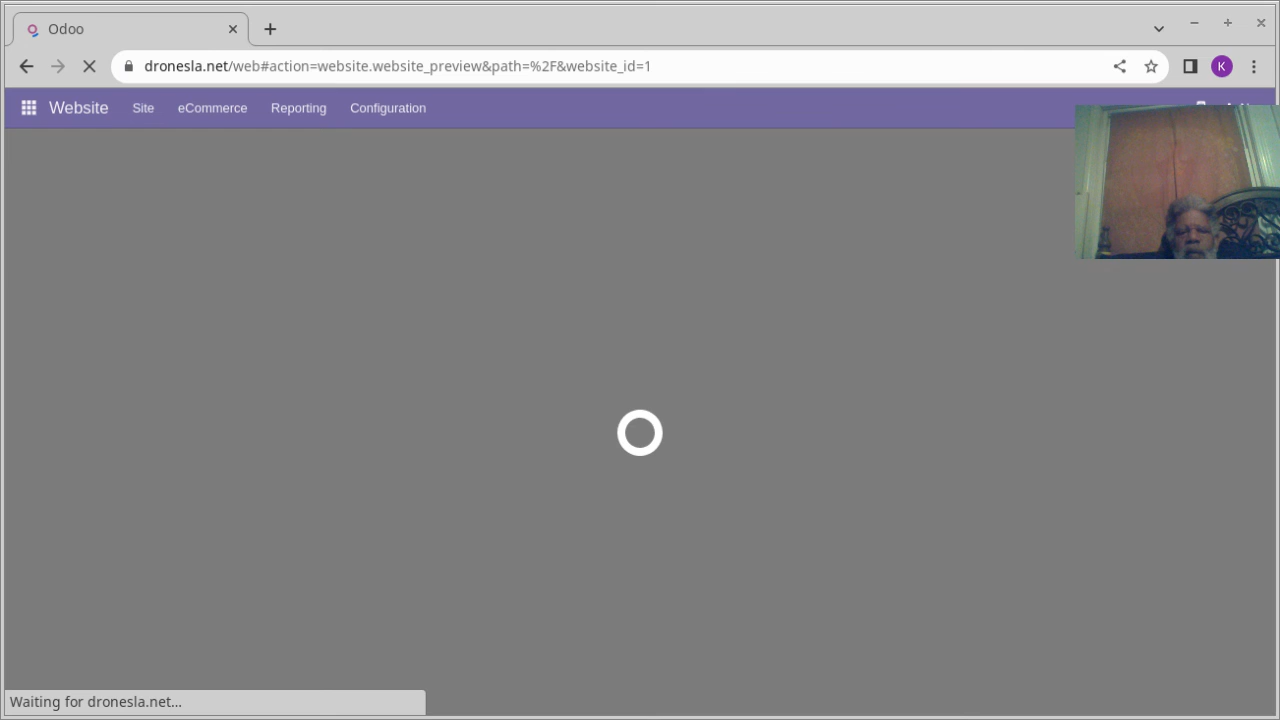 Odoo
dronesla.net/web#action=website.website_preview&path=%2F&website_id=1
K
Website Site eCommerce Reporting Configuration
Waiting for dronesla.net...